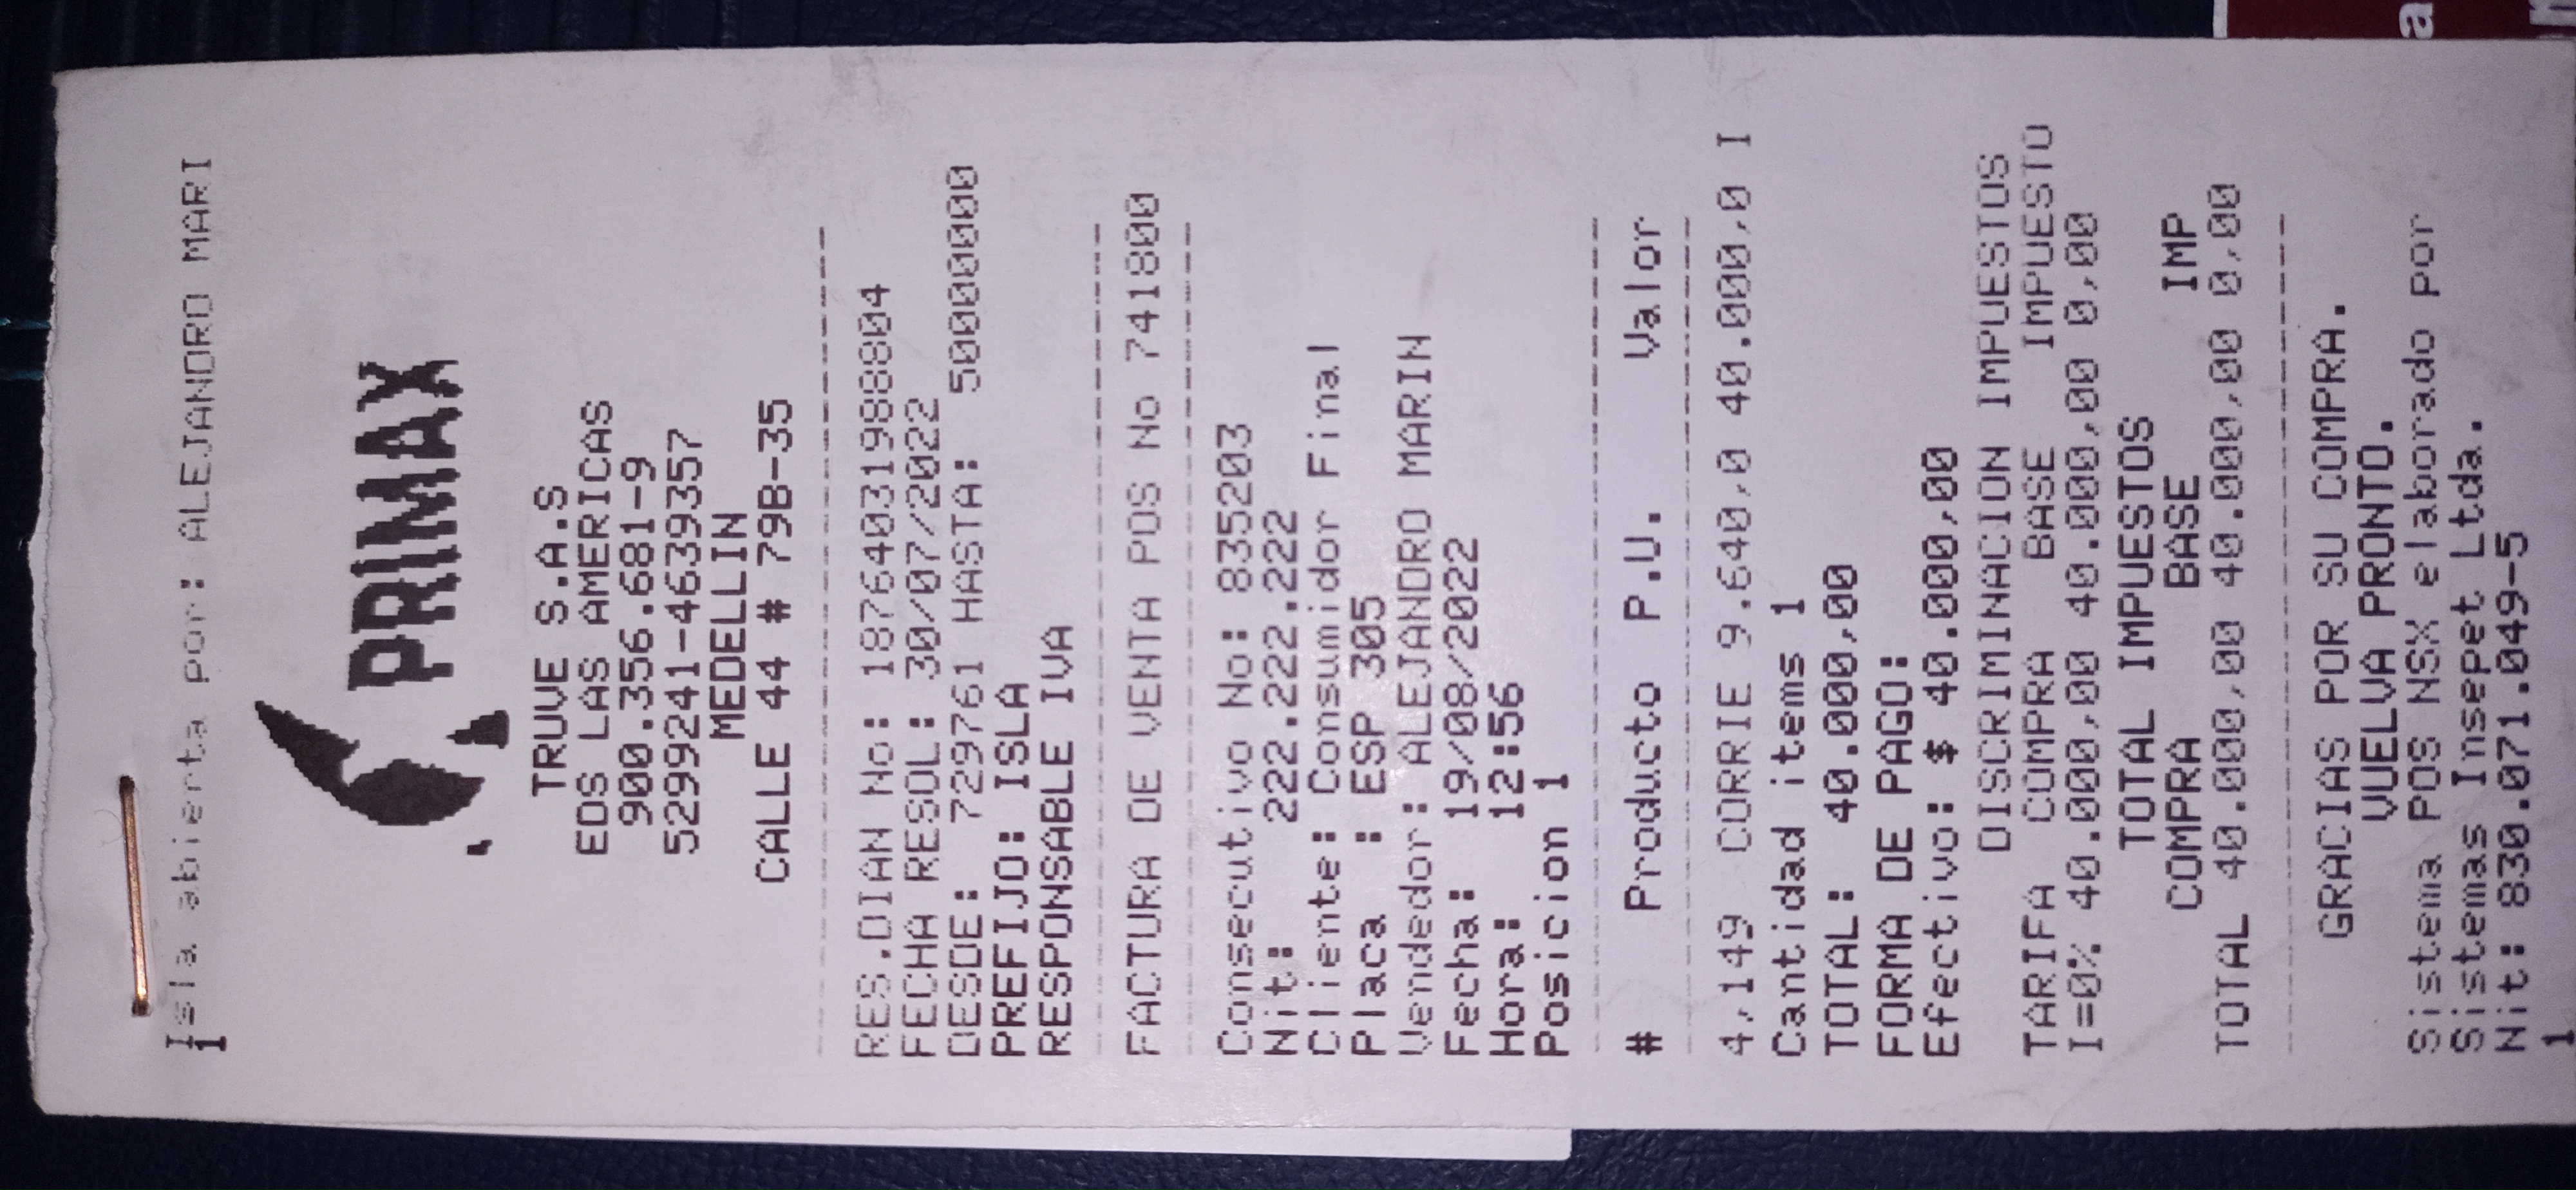 Isla abierta por: ALEJANDRO MARI
1
PRIMAX
TRUVE S.A.S
EDS LAS AMERICAS
900.356.681-9
5299241-4639357
MEDELLIN
CALLE 44 # 79B-35
------------------------------
RES.DIAN No: 18764031988804
FECHA RESOL: 30/07/2022
DESDE: 729761 HASTA: 50000000
PREFIJO: ISLA
RESPONSABLE IVA
------------------------------
FACTURA DE VENTA POS No 741800
------------------------------
Consecutivo No: 835203
Nit: 222.222.222
Cliente: Consumidor Final
Placa : ESP 305
Vendedor: ALEJANDRO MARIN
Fecha: 19/08/2022
Hora: 12:56
Posicion 1
------------------------------
# Producto P.U. Valor
------------------------------
4,149 CORRIE 9.640,0 40.000,0 I
Cantidad items 1
TOTAL: 40.000,00
FORMA DE PAGO:
Efectivo: $ 40.000,00
DISCRIMINACION IMPUESTOS
TARIFA COMPRA BASE IMPUESTO
I=0% 40.000,00 40.000,00 0,00
TOTAL IMPUESTOS
COMPRA BASE IMP
TOTAL 40.000,00 40.000,00 0,00
------------------------------
GRACIAS POR SU COMPRA.
VUELVA PRONTO.
Sistema POS NSX elaborado por
Sistemas Insepet Ltda.
Nit: 830.071.049-5
1
a